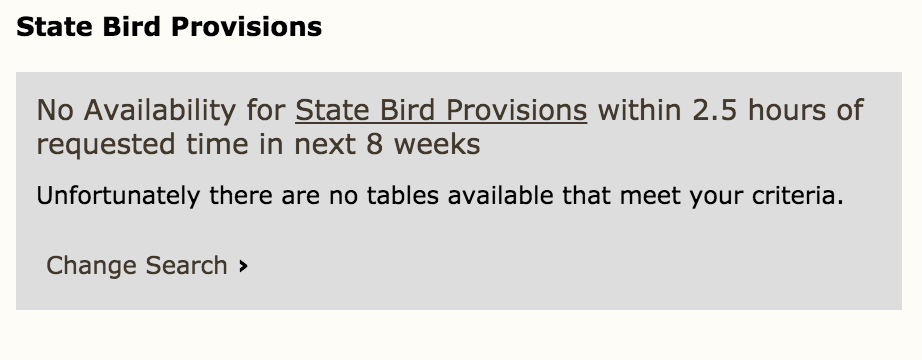 State Bird Provisions
No Availability for State Bird Provisions within 2.5 hours of
requested time in next 8 weeks
Unfortunately there are no tables available that meet your criteria.
Change Search ›